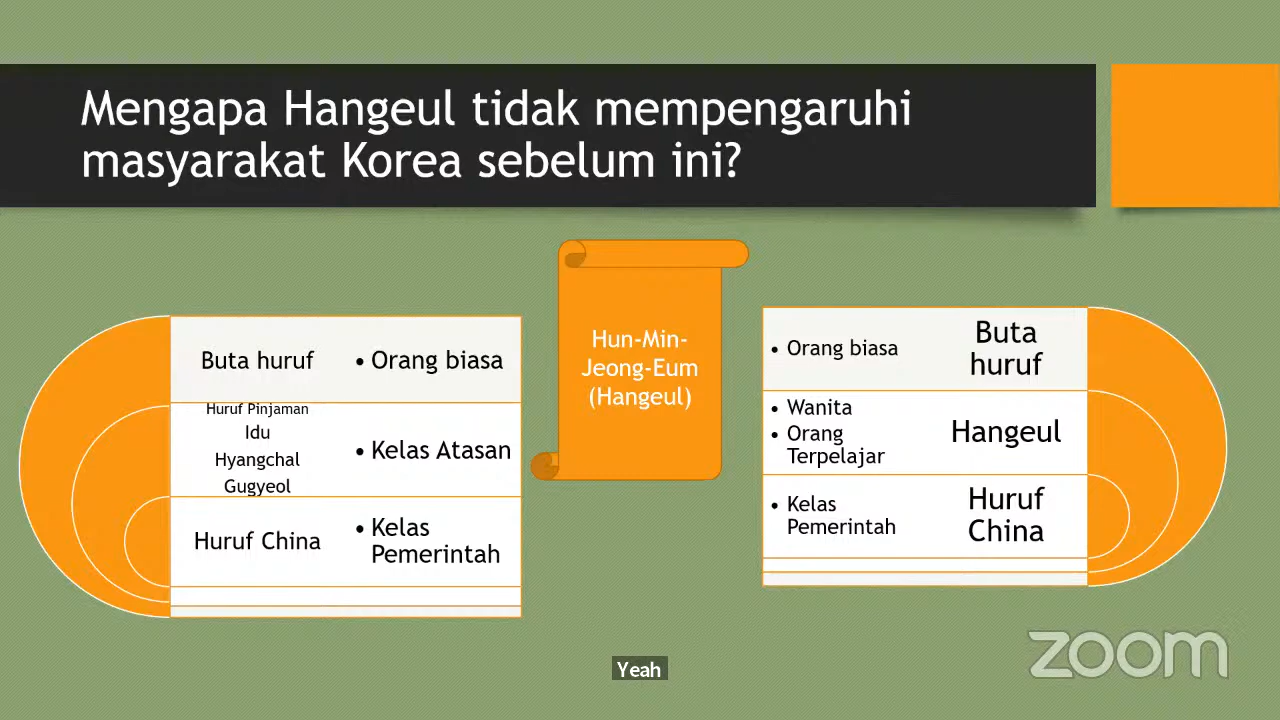 Mengapa Hangeul tidak mempengaruhi
masyarakat Korea sebelum ini?
Buta huruf
• Orang biasa
Huruf Pinjaman
Idu
Hyangchal
Gugyeol
• Kelas Atasan
Huruf China
• Kelas
Pemerintah
Hun-Min-
Jeong-Eum
(Hangeul)
• Orang biasa
Buta
huruf
• Wanita
• Orang
Terpelajar
Hangeul
• Kelas
Pemerintah
Huruf
China
Yeah
zoom